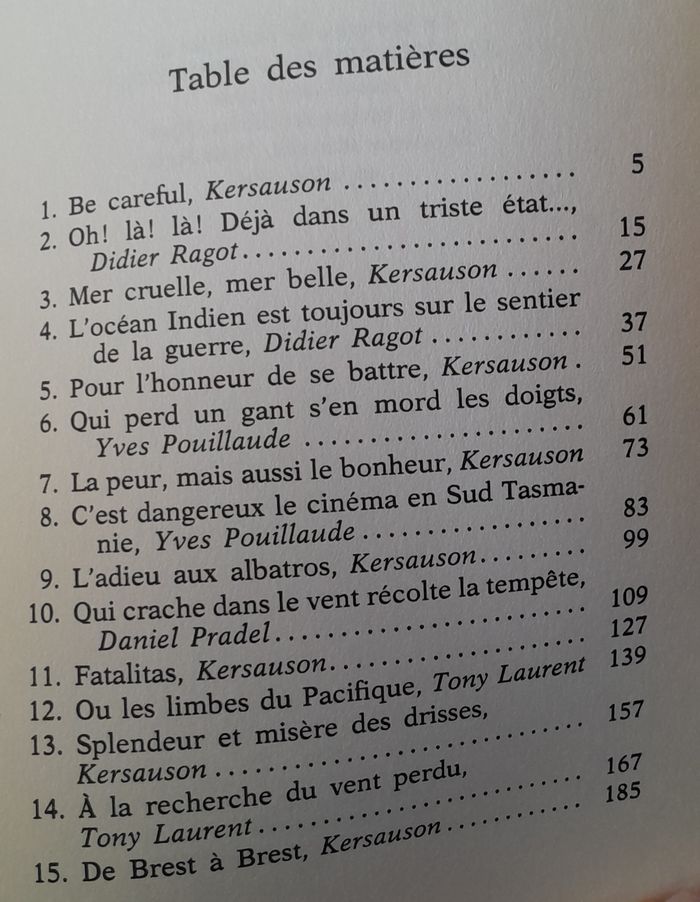 Table des matières
1. Be careful, Kersauson .................. 5
2. Oh! là! là! Déjà dans un triste état...,
Didier Ragot.......................... 15
3. Mer cruelle, mer belle, Kersauson ...... 27
4. L'océan Indien est toujours sur le sentier
de la guerre, Didier Ragot ............ 37
5. Pour l'honneur de se battre, Kersauson . 51
6. Qui perd un gant s'en mord les doigts,
Yves Pouillaude ...................... 61
7. La peur, mais aussi le bonheur, Kersauson 73
8. C'est dangereux le cinéma en Sud Tasma-
nie, Yves Pouillaude .................. 83
9. L'adieu aux albatros, Kersauson......... 99
10. Qui crache dans le vent récolte la tempête,
Daniel Pradel........................ 109
11. Fatalitas, Kersauson.................... 127
12. Ou les limbes du Pacifique, Tony Laurent 139
13. Splendeur et misère des drisses,
Kersauson ............................ 157
14. À la recherche du vent perdu,
Tony Laurent ......................... 167
15. De Brest à Brest, Kersauson........... 185